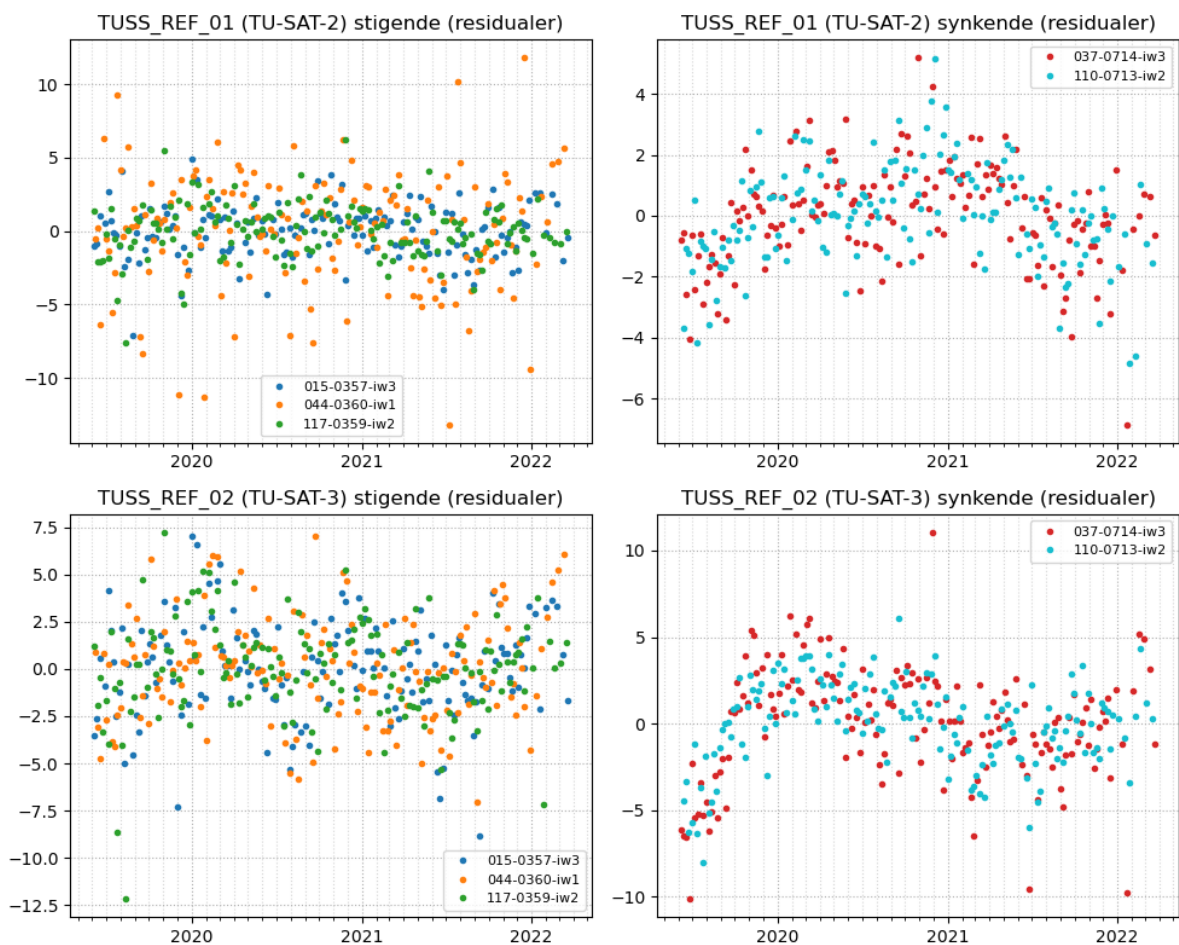 TUSS_REF_01 (TU-SAT-2) stigende (residualer)
10
5
0
−5
−10
015-0357-iw3
044-0360-iw1
117-0359-iw2
2020
2021
2022
TUSS_REF_01 (TU-SAT-2) synkende (residualer)
4
2
0
−2
−4
−6
037-0714-iw3
110-0713-iw2
2020
2021
2022
TUSS_REF_02 (TU-SAT-3) stigende (residualer)
7.5
5.0
2.5
0.0
−2.5
−5.0
−7.5
−10.0
−12.5
015-0357-iw3
044-0360-iw1
117-0359-iw2
2020
2021
2022
TUSS_REF_02 (TU-SAT-3) synkende (residualer)
10
5
0
−5
−10
037-0714-iw3
110-0713-iw2
2020
2021
2022